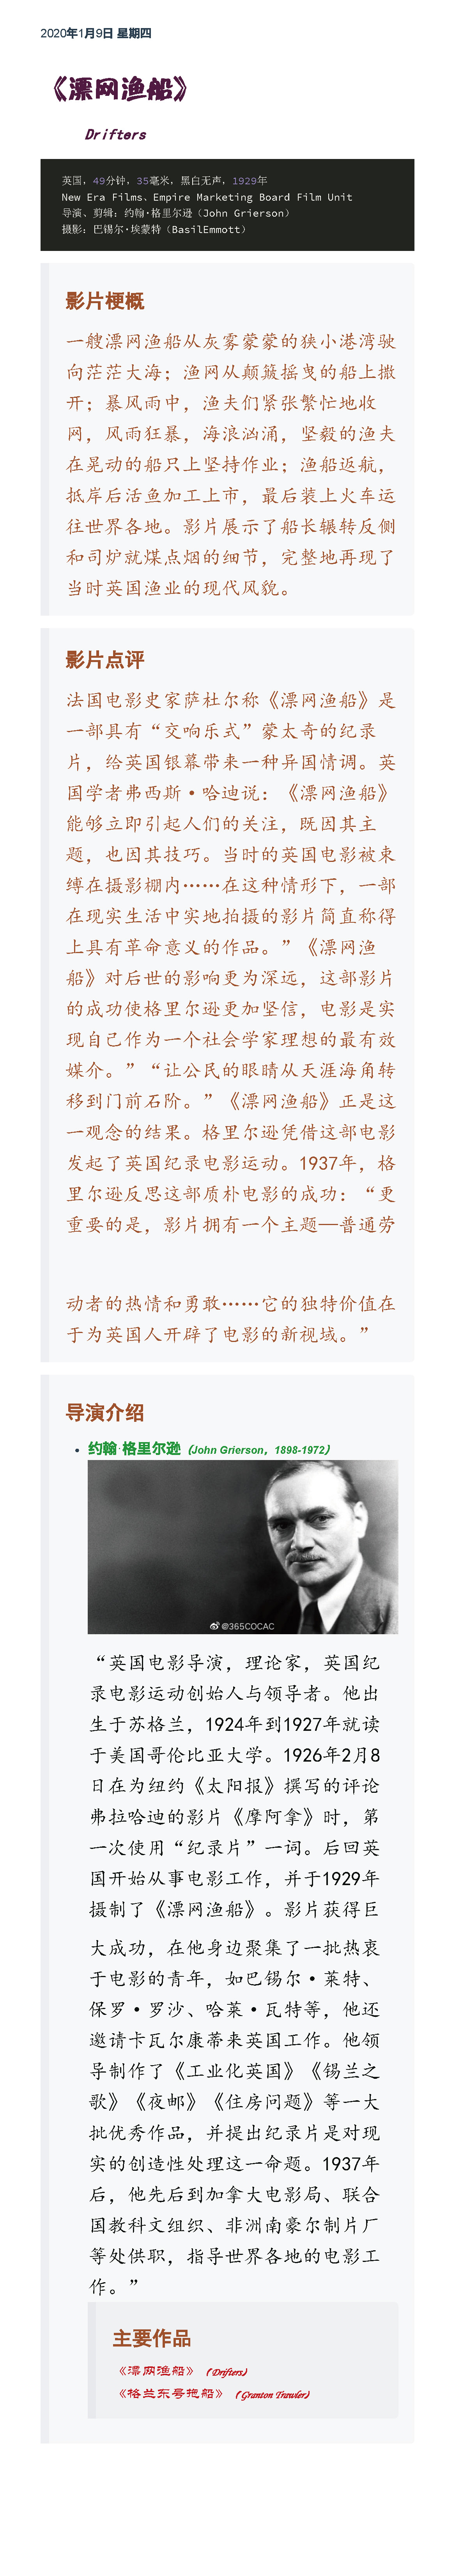 2020年1月9日 星期四
《漂网渔船》
Drifters
英国，49分钟，35毫米，黑白无声，1929年
New Era Films、Empire Marketing Board Film Unit
导演、剪辑：约翰·格里尔逊（John Grierson）
摄影：巴锡尔·埃蒙特（BasilEmmott）
影片梗概
一艘漂网渔船从灰雾蒙蒙的狭小港湾驶
向茫茫大海；渔网从颠簸摇曳的船上撒
开；暴风雨中，渔夫们紧张繁忙地收
网，风雨狂暴，海浪汹涌，坚毅的渔夫
在晃动的船只上坚持作业；渔船返航，
抵岸后活鱼加工上市，最后装上火车运
往世界各地。影片展示了船长辗转反侧
和司炉就煤点烟的细节，完整地再现了
当时英国渔业的现代风貌。
影片点评
法国电影史家萨杜尔称《漂网渔船》是
一部具有“交响乐式”蒙太奇的纪录
片，给英国银幕带来一种异国情调。英
国学者弗西斯·哈迪说：《漂网渔船》
能够立即引起人们的关注，既因其主
题，也因其技巧。当时的英国电影被束
缚在摄影棚内……在这种情形下，一部
在现实生活中实地拍摄的影片简直称得
上具有革命意义的作品。”《漂网渔
船》对后世的影响更为深远，这部影片
的成功使格里尔逊更加坚信，电影是实
现自己作为一个社会学家理想的最有效
媒介。”“让公民的眼睛从天涯海角转
移到门前石阶。”《漂网渔船》正是这
一观念的结果。格里尔逊凭借这部电影
发起了英国纪录电影运动。1937年，格
里尔逊反思这部质朴电影的成功：“更
重要的是，影片拥有一个主题—普通劳
动者的热情和勇敢……它的独特价值在
于为英国人开辟了电影的新视域。”
导演介绍
约翰·格里尔逊（John Grierson，1898-1972）
@365COCAC
“英国电影导演，理论家，英国纪
录电影运动创始人与领导者。他出
生于苏格兰，1924年到1927年就读
于美国哥伦比亚大学。1926年2月8
日在为纽约《太阳报》撰写的评论
弗拉哈迪的影片《摩阿拿》时，第
一次使用“纪录片”一词。后回英
国开始从事电影工作，并于1929年
摄制了《漂网渔船》。影片获得巨
大成功，在他身边聚集了一批热衷
于电影的青年，如巴锡尔·莱特、
保罗·罗沙、哈莱·瓦特等，他还
邀请卡瓦尔康蒂来英国工作。他领
导制作了《工业化英国》《锡兰之
歌》《夜邮》《住房问题》等一大
批优秀作品，并提出纪录片是对现
实的创造性处理这一命题。1937年
后，他先后到加拿大电影局、联合
国教科文组织、非洲南豪尔制片厂
等处供职，指导世界各地的电影工
作。”
主要作品
《漂网渔船》（Drifters）
《格兰东号拖船》（Granton Trawler）